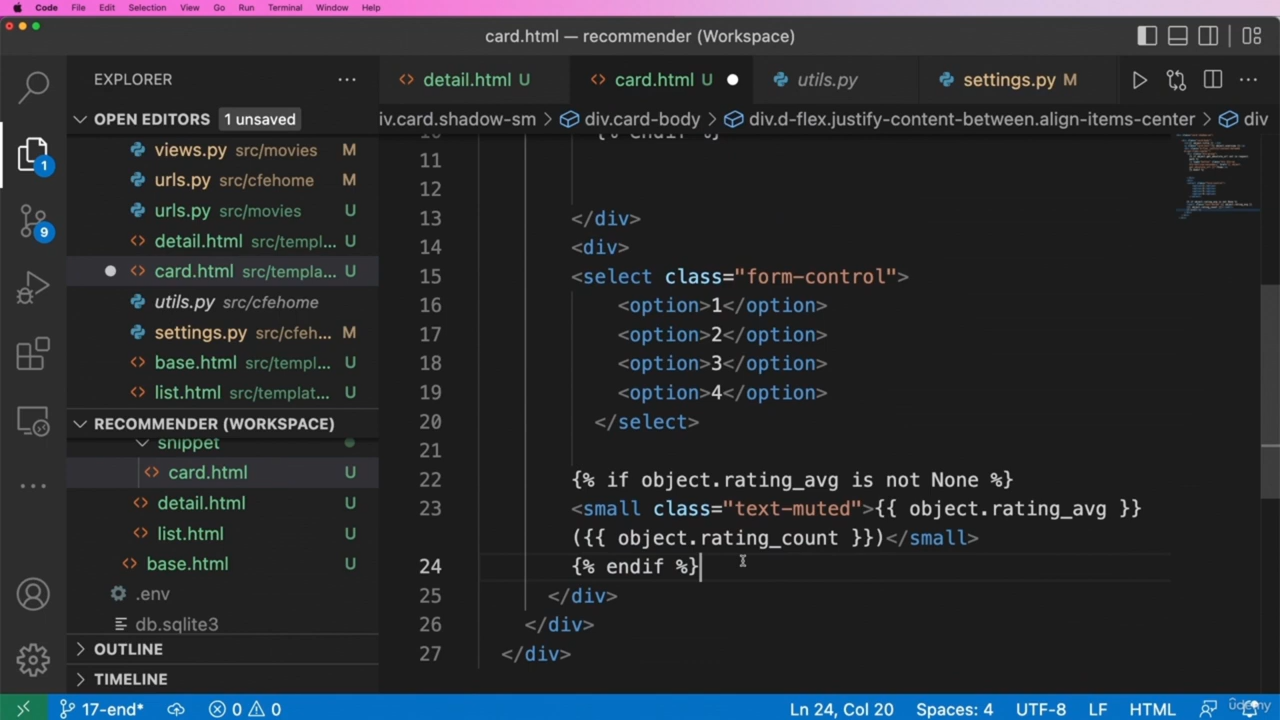 Code File Edit Selection View Go Run Terminal Window Help
card.html — recommender (Workspace)
EXPLORER
OPEN EDITORS 1 unsaved
views.py src/movies M
urls.py src/cfehome M
urls.py src/movies U
detail.html src/templ... U
card.html src/templa... U
utils.py src/cfehome
settings.py src/cfeh... M
base.html src/templ... U
list.html src/templat... U
RECOMMENDER (WORKSPACE)
snippet
card.html U
detail.html U
list.html U
base.html U
.env
db.sqlite3
OUTLINE
TIMELINE
1
9
detail.html U card.html U utils.py settings.py M
iv.card.shadow-sm > div.card-body > div.d-flex.justify-content-between.align-items-center > div
10 {% endif %}
11
12
13 </div>
14 <div>
15 <select class="form-control">
16 <option>1</option>
17 <option>2</option>
18 <option>3</option>
19 <option>4</option>
20 </select>
21
22 {% if object.rating_avg is not None %}
23 <small class="text-muted">{{ object.rating_avg }}
({{ object.rating_count }})</small>
24 {% endif %}
25 </div>
26 </div>
27 </div>
17-end* 0 0 Ln 24, Col 20 Spaces: 4 UTF-8 LF HTML
udemy